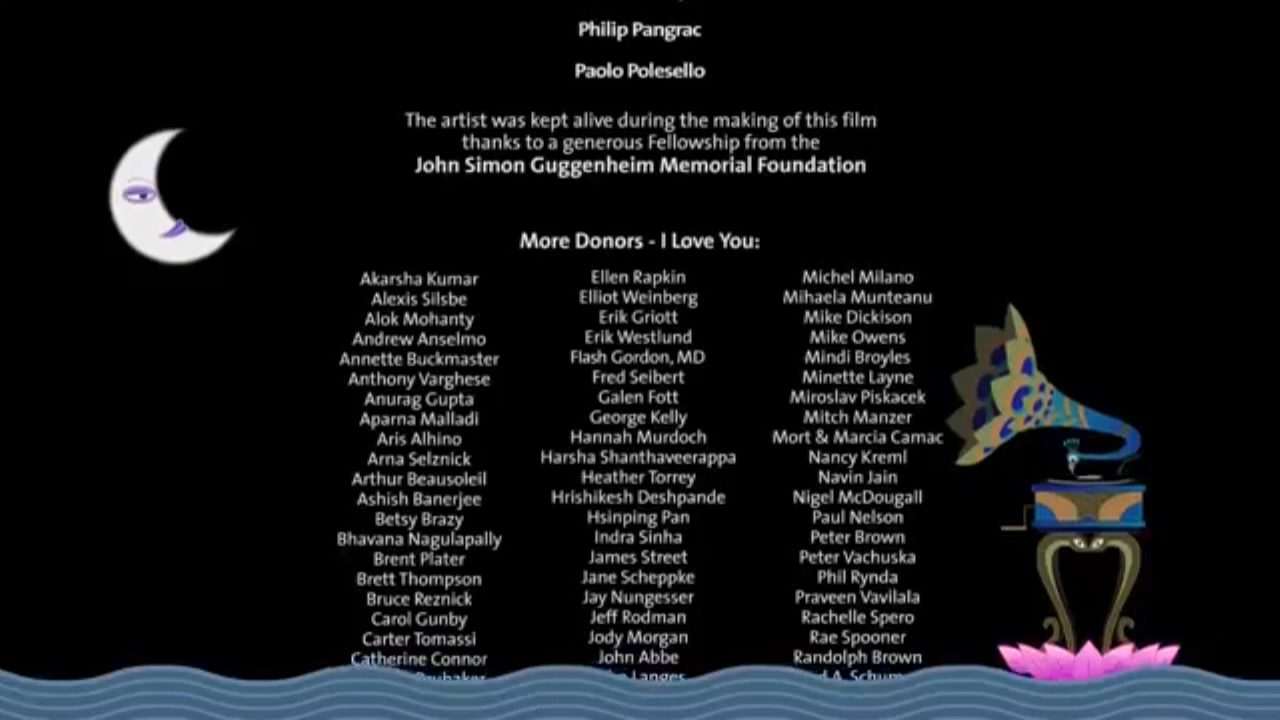 Philip Pangrac
Paolo Polesello
The artist was kept alive during the making of this film
thanks to a generous Fellowship from the
John Simon Guggenheim Memorial Foundation
More Donors - I Love You:
Akarsha Kumar
Alexis Silsbe
Alok Mohanty
Andrew Anselmo
Annette Buckmaster
Anthony Varghese
Anurag Gupta
Aparna Malladi
Aris Alhino
Arna Selznick
Arthur Beausoleil
Ashish Banerjee
Betsy Brazy
Bhavana Nagulapally
Brent Plater
Brett Thompson
Bruce Reznick
Carol Gunby
Carter Tomassi
Catherine Connor
Ellen Rapkin
Elliot Weinberg
Erik Griott
Erik Westlund
Flash Gordon, MD
Fred Seibert
Galen Fott
George Kelly
Hannah Murdoch
Harsha Shanthaveerappa
Heather Torrey
Hrishikesh Deshpande
Hsinping Pan
Indra Sinha
James Street
Jane Scheppke
Jay Nungesser
Jeff Rodman
Jody Morgan
John Abbe
Michel Milano
Mihaela Munteanu
Mike Dickison
Mike Owens
Mindi Broyles
Minette Layne
Miroslav Piskacek
Mitch Manzer
Mort & Marcia Camac
Nancy Kreml
Navin Jain
Nigel McDougall
Paul Nelson
Peter Brown
Peter Vachuska
Phil Rynda
Praveen Vavilala
Rachelle Spero
Rae Spooner
Randolph Brown